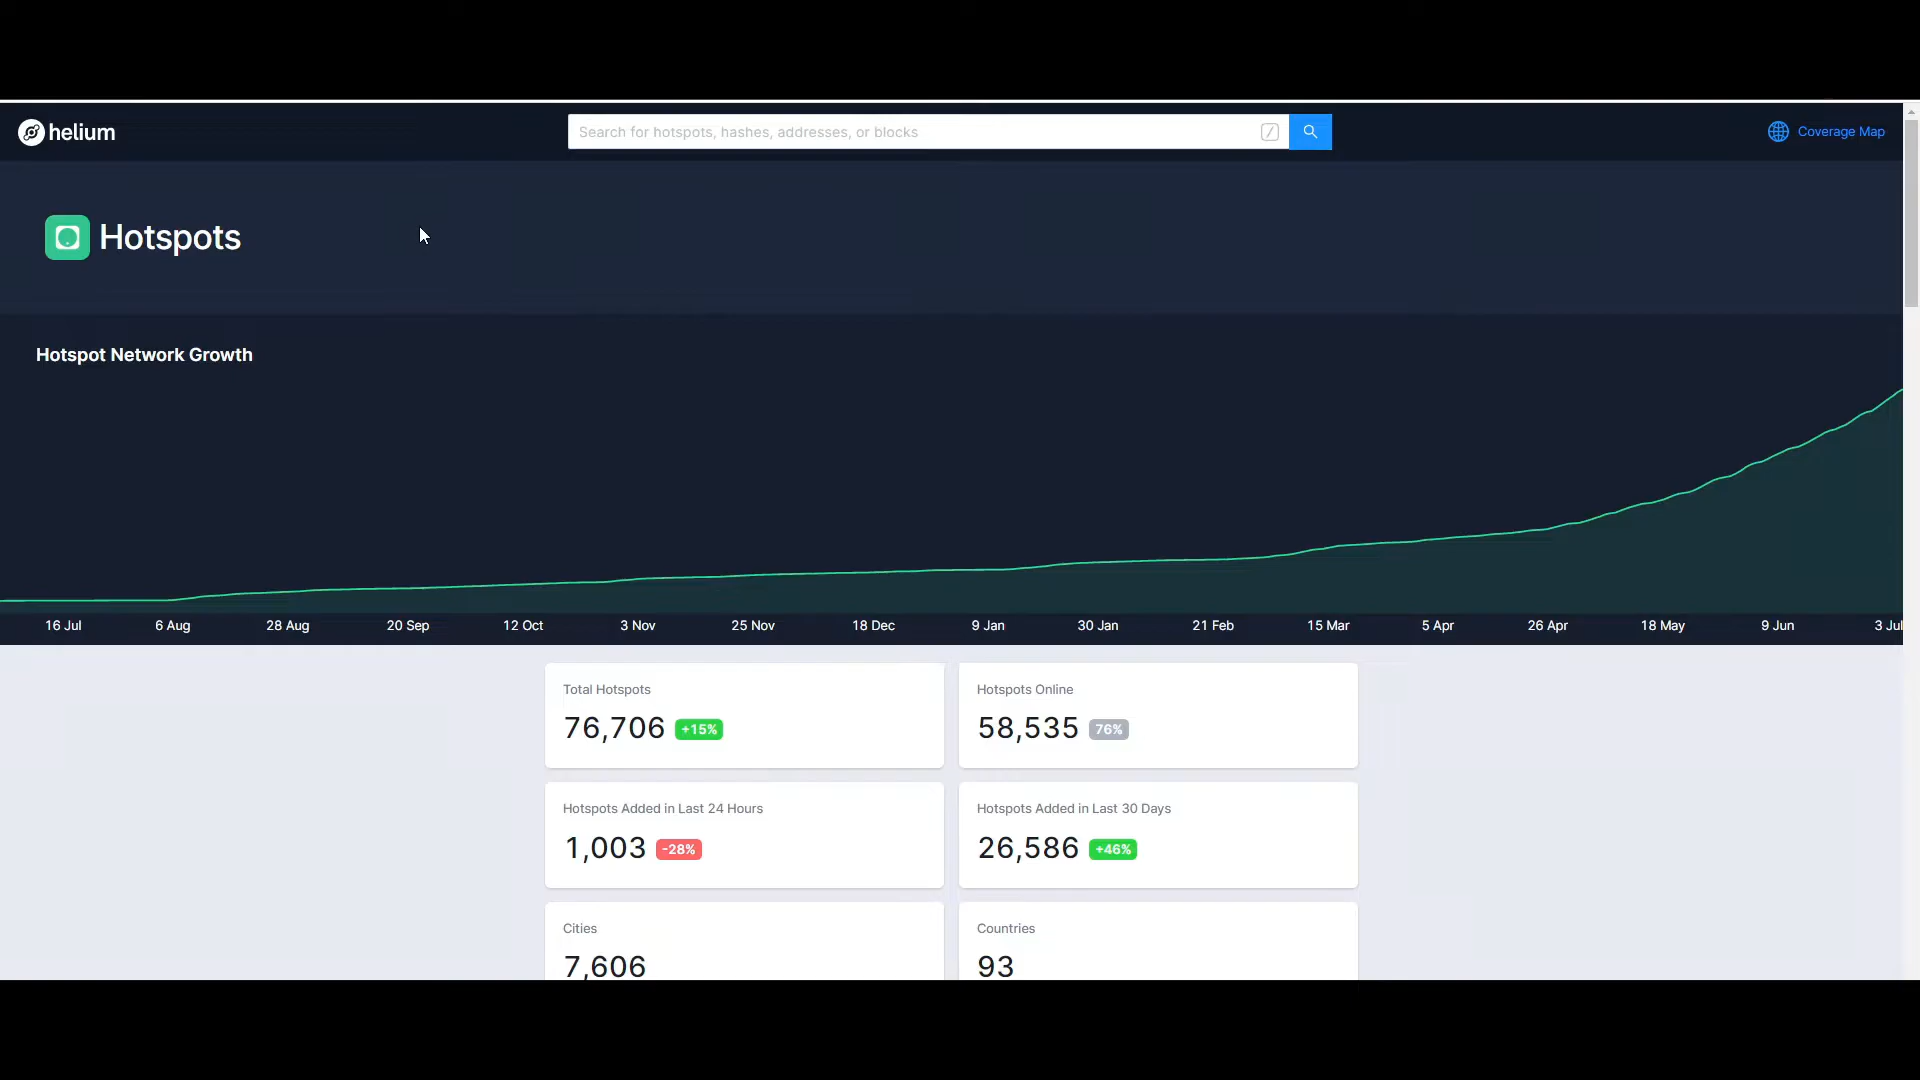 helium
Search for hotspots, hashes, addresses, or blocks
/
Coverage Map
Hotspots
Hotspot Network Growth
16 Jul 6 Aug 28 Aug 20 Sep 12 Oct 3 Nov 25 Nov 18 Dec 9 Jan 30 Jan 21 Feb 15 Mar 5 Apr 26 Apr 18 May 9 Jun 3 Jul
Total Hotspots
76,706 +15%
Hotspots Online
58,535 76%
Hotspots Added in Last 24 Hours
1,003 -28%
Hotspots Added in Last 30 Days
26,586 +46%
Cities
7,606
Countries
93